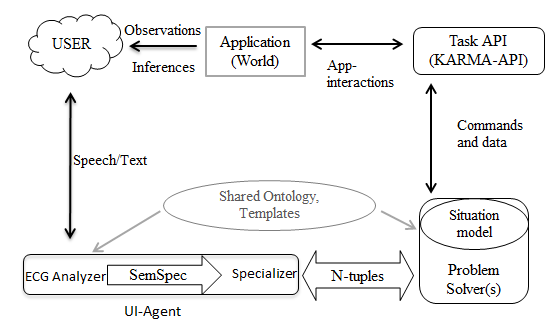 USER
Observations
Inferences
Application
(World)
App-
interactions
Task API
(KARMA-API)
Commands
and data
Speech/Text
Shared Ontology,
Templates
Situation
model
Problem
Solver(s)
ECG Analyzer
SemSpec
Specializer
N-tuples
UI-Agent